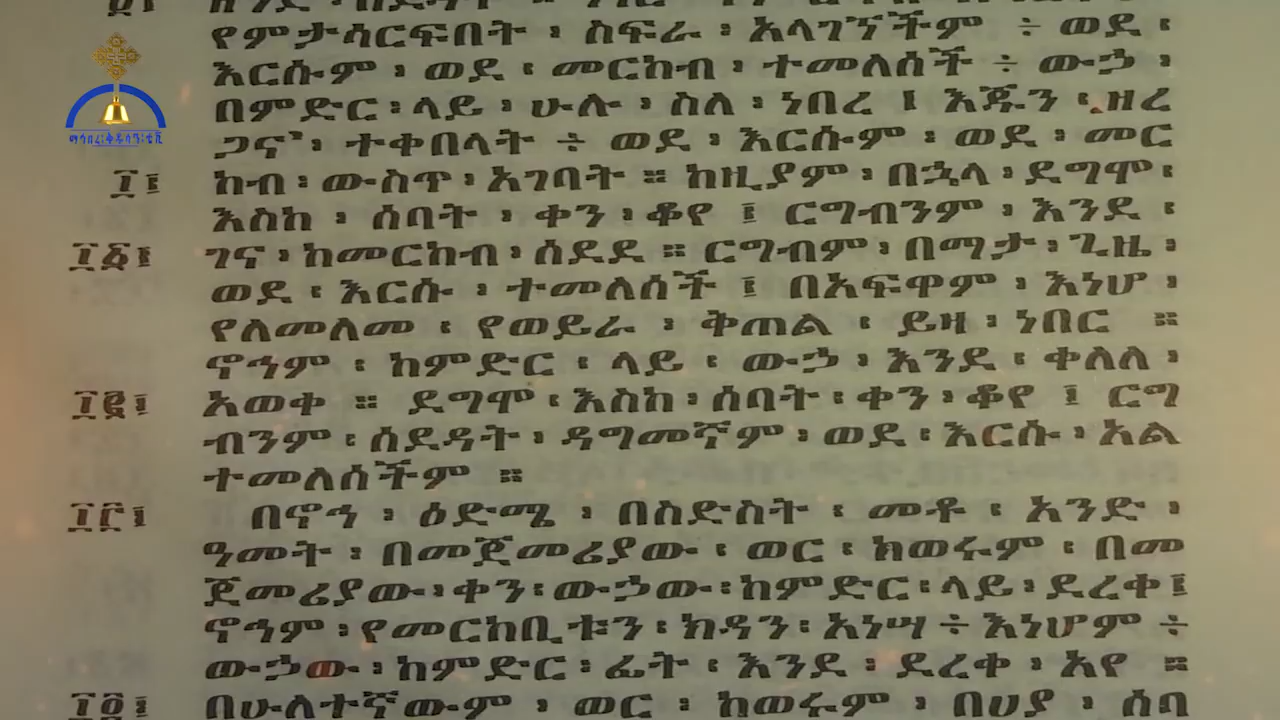 የምታሳርፍበት ፡ ስፍራ ፡ አላገኘችም ÷ ወደ ፡
እርሱም ፡ ወደ ፡ መርከብ ፡ ተመለሰች ÷ ውኃ ፡
በምድር ፡ ላይ ፡ ሁሉ ፡ ስለ ፡ ነበረ ፤ እጁን ፡ ዘረ
ጋና ፡ ተቀበላት ÷ ወደ ፡ እርሱም ፡ ወደ ፡ መር
፲፤ ከብ ፡ ውስጥ ፡ አገባት ። ከዚያም ፡ በኋላ ፡ ደግሞ ፡
እስከ ፡ ሰባት ፡ ቀን ፡ ቆየ ፤ ርግብንም ፡ እንደ ፡
፲፩፤ ገና ፡ ከመርከብ ፡ ሰደደ ። ርግብም ፡ በማታ ፡ ጊዜ ፡
ወደ ፡ እርሱ ፡ ተመለሰች ፤ በአፍዋም ፡ እነሆ ፡
የለመለመ ፡ የወይራ ፡ ቅጠል ፡ ይዛ ፡ ነበር ።
ኖኅም ፡ ከምድር ፡ ላይ ፡ ውኃ ፡ እንደ ፡ ቀለለ ፡
፲፪፤ አወቀ ። ደግሞ ፡ እስከ ፡ ሰባት ፡ ቀን ፡ ቆየ ፤ ርግ
ብንም ፡ ሰደዳት ፡ ዳግመኛም ፡ ወደ ፡ እርሱ ፡ አል
ተመለሰችም ።
፲፫፤ በኖኅ ፡ ዕድሜ ፡ በስድስት ፡ መቶ ፡ አንድ ፡
ዓመት ፡ በመጀመሪያው ፡ ወር ፡ ከወሩም ፡ በመ
ጀመሪያው ፡ ቀን ፡ ውኃው ፡ ከምድር ፡ ላይ ፡ ደረቀ ፤
ኖኅም ፡ የመርከቢቱን ፡ ክዳን ፡ አነሣ ÷ እነሆም ÷
ውኃው ፡ ከምድር ፡ ፊት ፡ እንደ ፡ ደረቀ ፡ አየ ።
፲፬፤ በሁለተኛውም ፡ ወር ፡ ከወሩም ፡ በሀያ ፡ ሰባ